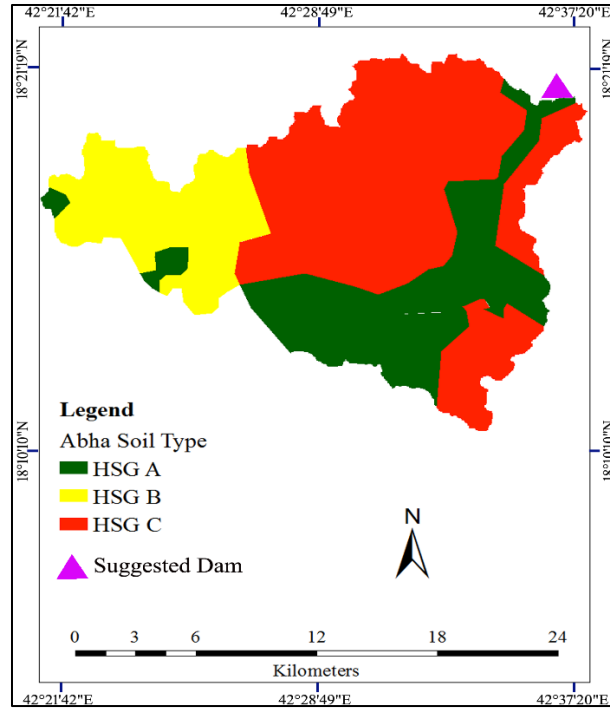 42°21'42"E 42°28'49"E 42°37'20"E
18°21'9"N 18°21'9"N
18°10'10"N 18°10'10"N
Legend
Abha Soil Type
HSG A
HSG B
HSG C
Suggested Dam
N
0 3 6 12 18 24
Kilometers
42°21'42"E 42°28'49"E 42°37'20"E